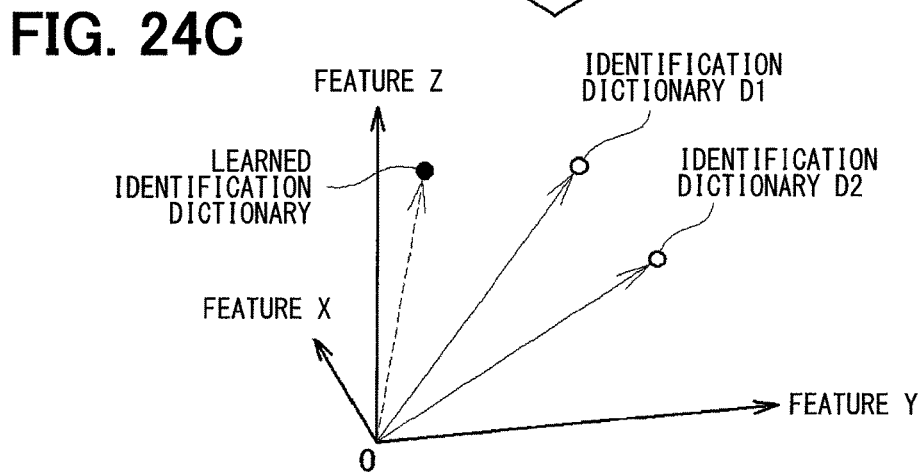 FIG. 24C
FEATURE Z
IDENTIFICATION
DICTIONARY D1
LEARNED
IDENTIFICATION
DICTIONARY
IDENTIFICATION
DICTIONARY D2
FEATURE X
FEATURE Y
0